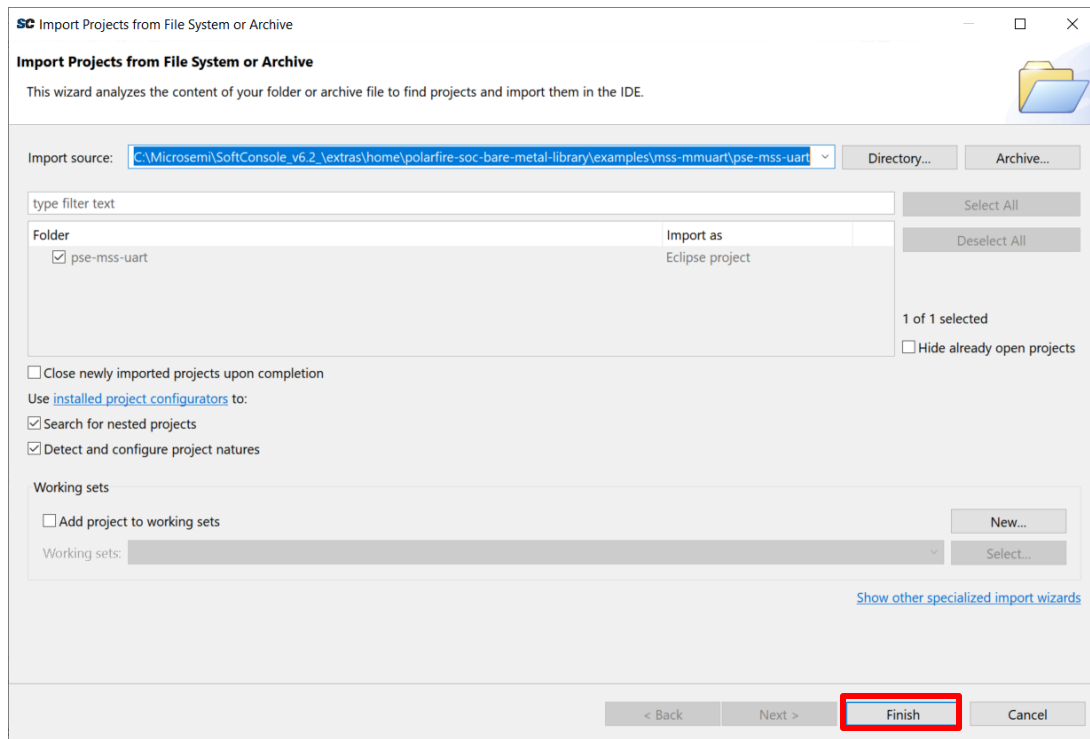 SC Import Projects from File System or Archive
Import Projects from File System or Archive
This wizard analyzes the content of your folder or archive file to find projects and import them in the IDE.
Import source: C:\Microsemi\SoftConsole_v6.2_\extras\home\polarfire-soc-bare-metal-library\examples\mss-mmuart\pse-mss-uart Directory... Archive...
type filter text Select All
Folder Import as Deselect All
pse-mss-uart Eclipse project
1 of 1 selected
Hide already open projects
Close newly imported projects upon completion
Use installed project configurators to:
Search for nested projects
Detect and configure project natures
Working sets
Add project to working sets New...
Working sets: Select...
Show other specialized import wizards
< Back Next > Finish Cancel